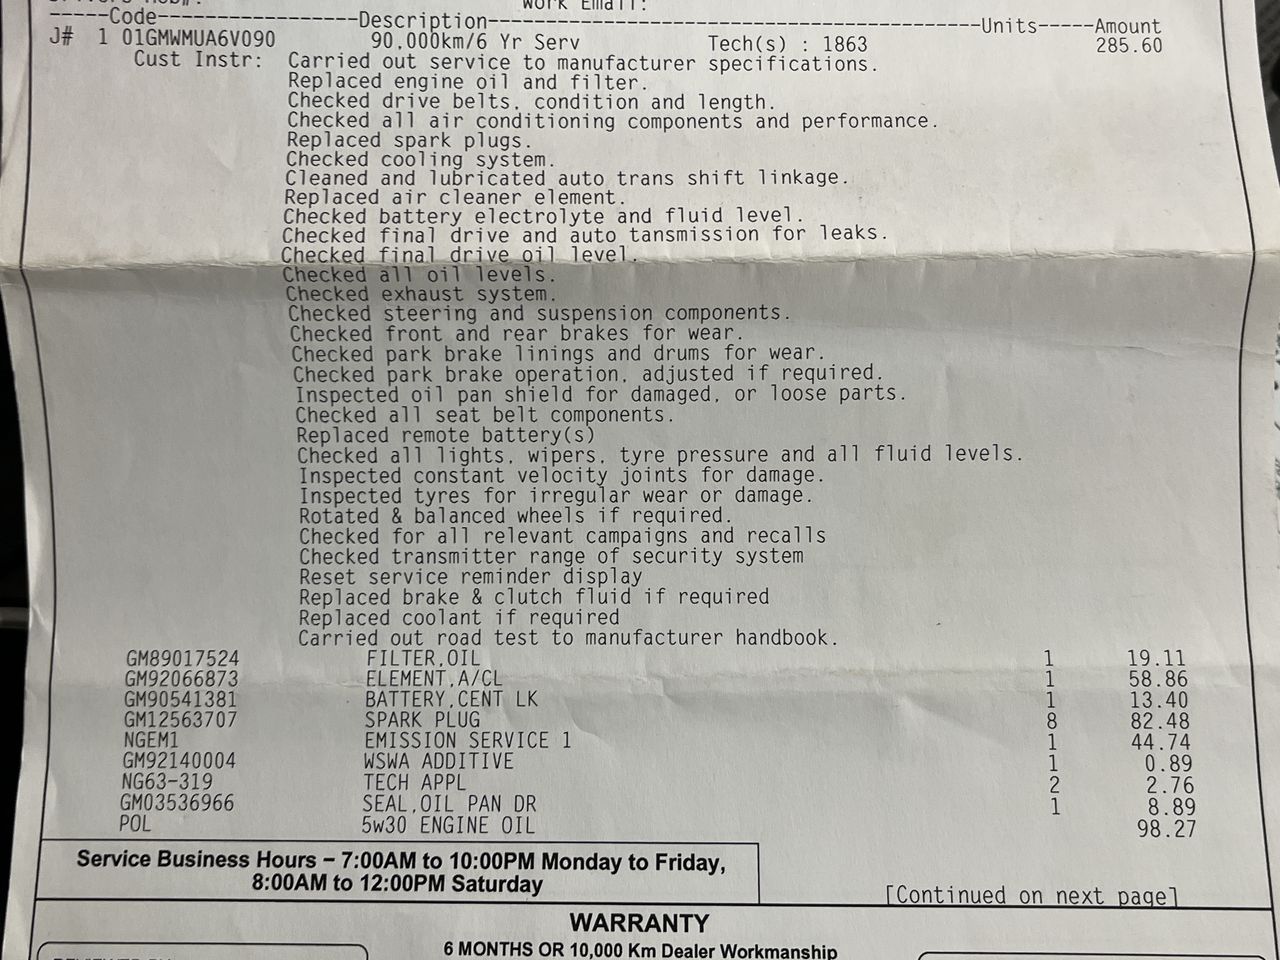 Work Email:
-----Code-----------------Description------------------------------------------Units-----Amount
J# 1 01GMWMUA6V090 90,000km/6 Yr Serv Tech(s) : 1863 285.60
Cust Instr: Carried out service to manufacturer specifications.
Replaced engine oil and filter.
Checked drive belts, condition and length.
Checked all air conditioning components and performance.
Replaced spark plugs.
Checked cooling system.
Cleaned and lubricated auto trans shift linkage.
Replaced air cleaner element.
Checked battery electrolyte and fluid level.
Checked final drive and auto tansmission for leaks.
Checked final drive oil level.
Checked all oil levels.
Checked exhaust system.
Checked steering and suspension components.
Checked front and rear brakes for wear.
Checked park brake linings and drums for wear.
Checked park brake operation, adjusted if required.
Inspected oil pan shield for damaged, or loose parts.
Checked all seat belt components.
Replaced remote battery(s)
Checked all lights, wipers, tyre pressure and all fluid levels.
Inspected constant velocity joints for damage.
Inspected tyres for irregular wear or damage.
Rotated & balanced wheels if required.
Checked for all relevant campaigns and recalls
Checked transmitter range of security system
Reset service reminder display
Replaced brake & clutch fluid if required
Replaced coolant if required
Carried out road test to manufacturer handbook.
GM89017524 FILTER,OIL 1 19.11
GM92066873 ELEMENT,A/CL 1 58.86
GM90541381 BATTERY,CENT LK 1 13.40
GM12563707 SPARK PLUG 8 82.48
NGEM1 EMISSION SERVICE 1 1 44.74
GM92140004 WSWA ADDITIVE 1 0.89
NG63-319 TECH APPL 2 2.76
GM03536966 SEAL,OIL PAN DR 1 8.89
POL 5w30 ENGINE OIL 98.27
Service Business Hours – 7:00AM to 10:00PM Monday to Friday,
8:00AM to 12:00PM Saturday
[Continued on next page]
WARRANTY
6 MONTHS OR 10,000 Km Dealer Workmanship